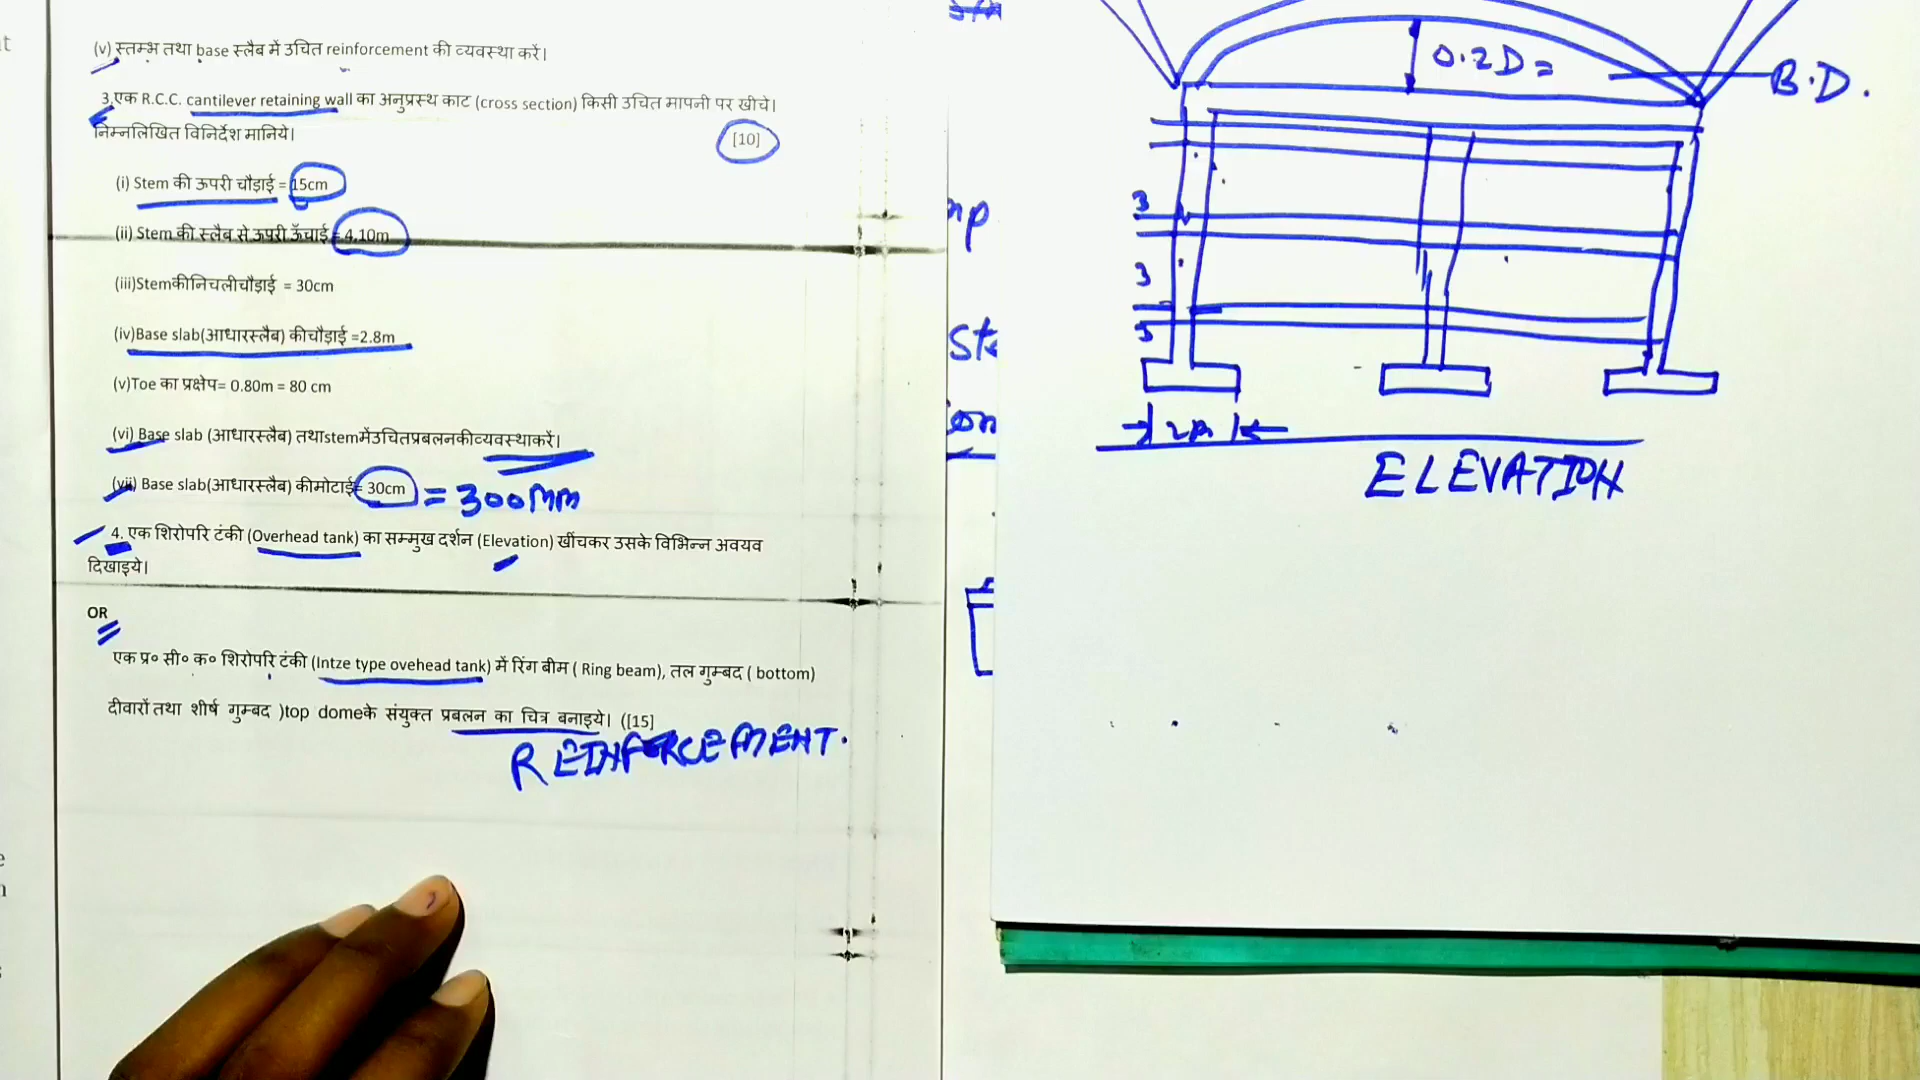 (v) स्तम्भ तथा base स्लैब में उचित reinforcement की व्यवस्था करें।
3.एक R.C.C. cantilever retaining wall का अनुप्रस्थ काट (cross section) किसी उचित मापनी पर खीचे।
निम्नलिखित विनिर्देश मानिये।
[10]
(i) Stem की ऊपरी चौड़ाई = 15cm
(ii) Stem की स्लैब से ऊपरी ऊँचाई = 4.10m
(iii)Stemकीनिचलीचौड़ाई = 30cm
(iv)Base slab(आधारस्लैब) कीचौड़ाई =2.8m
(v)Toe का प्रक्षेप= 0.80m = 80 cm
(vi) Base slab (आधारस्लैब) तथाstemमेंउचितप्रबलनकीव्यवस्थाकरें।
(vii) Base slab(आधारस्लैब) कीमोटाई= 30cm = 300mm
4. एक शिरोपरि टंकी (Overhead tank) का सम्मुख दर्शन (Elevation) खींचकर उसके विभिन्न अवयव
दिखाइये।
OR
एक प्र० सी० क० शिरोपरि टंकी (Intze type ovehead tank) में रिंग बीम ( Ring beam), तल गुम्बद ( bottom)
दीवारों तथा शीर्ष गुम्बद )top domeके संयुक्त प्रबलन का चित्र बनाइये। ([15]
REINFORCEMENT.
0.2D=
B.D.
3
3
5
2m
ELEVATION